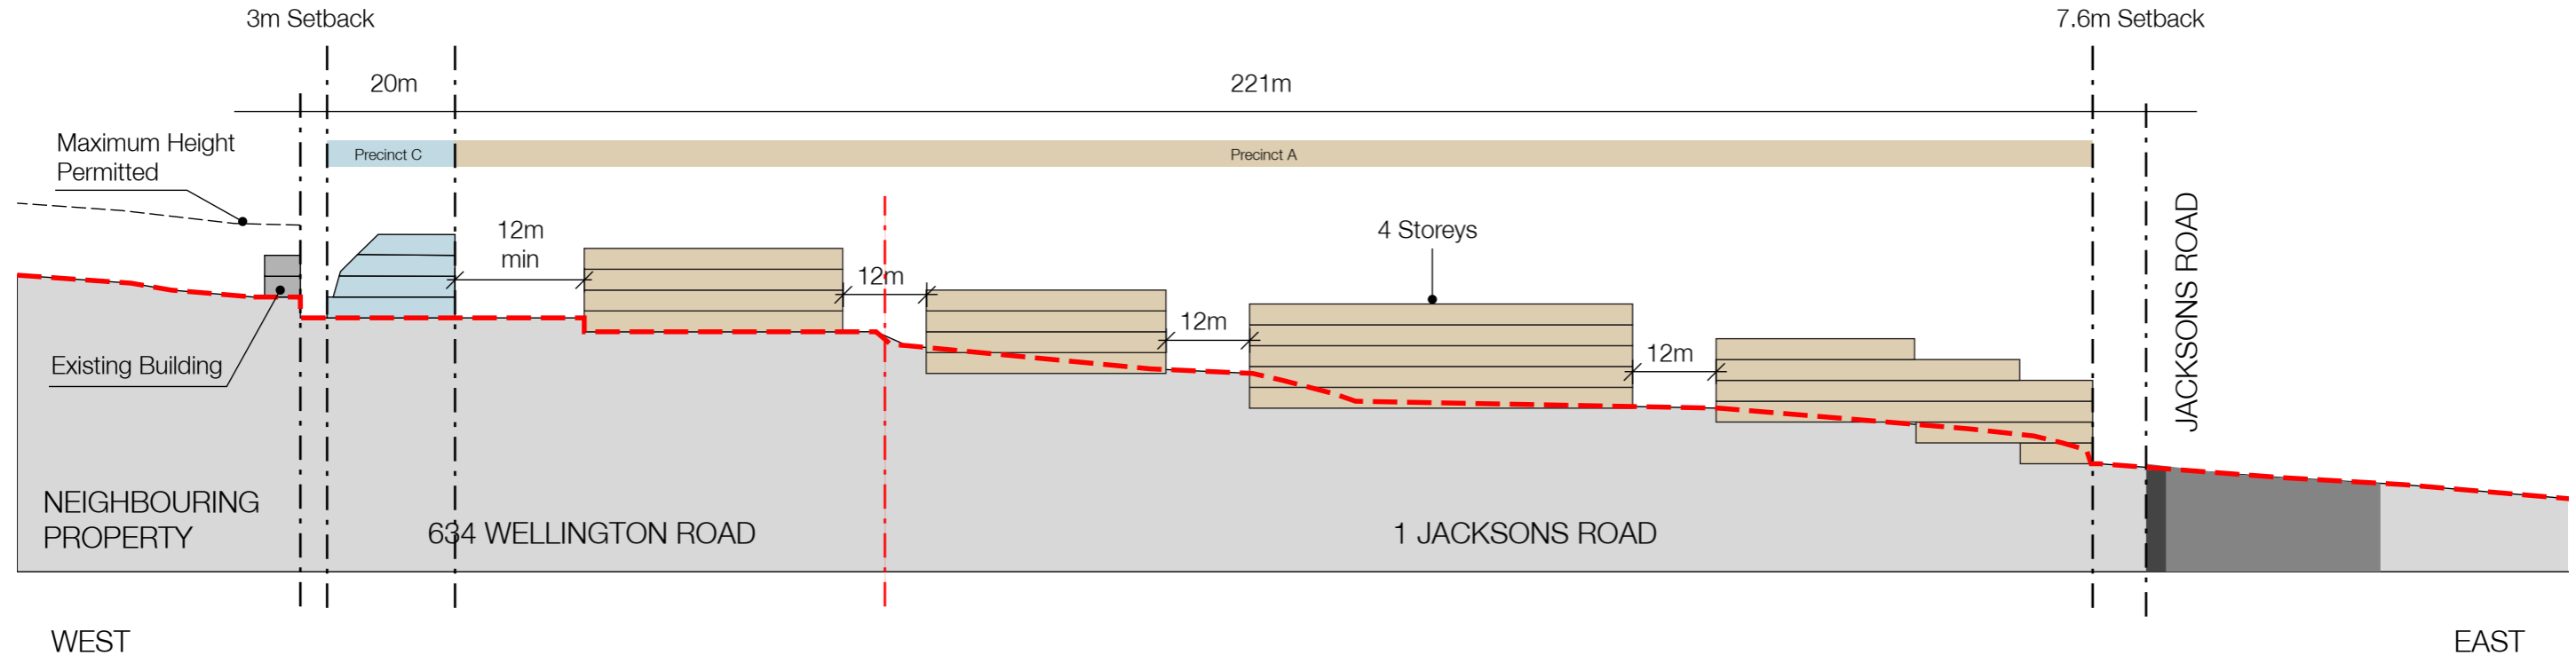 3m Setback
7.6m Setback
20m
221m
Maximum Height
Permitted
Precinct C
Precinct A
12m
min
12m
4 Storeys
12m
12m
JACKSONS ROAD
Existing Building
NEIGHBOURING
PROPERTY
634 WELLINGTON ROAD
1 JACKSONS ROAD
WEST
EAST